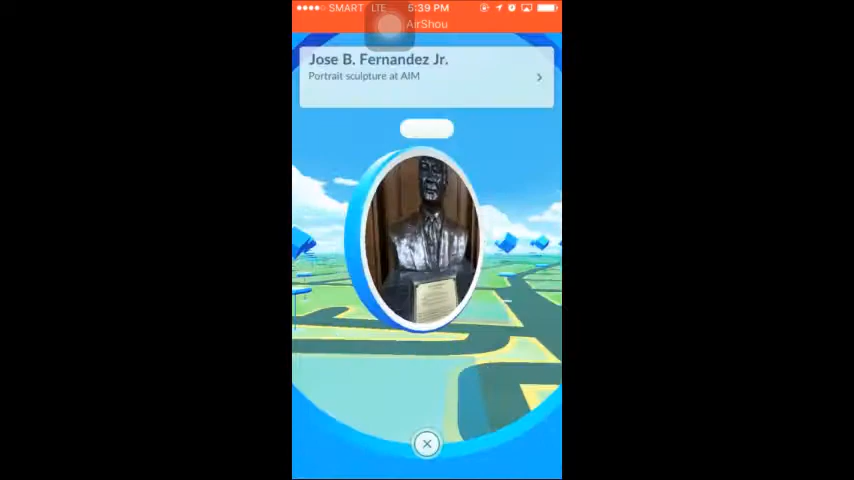 SMART LTE 5:39 PM
AirShou
Jose B. Fernandez Jr.
Portrait sculpture at AIM